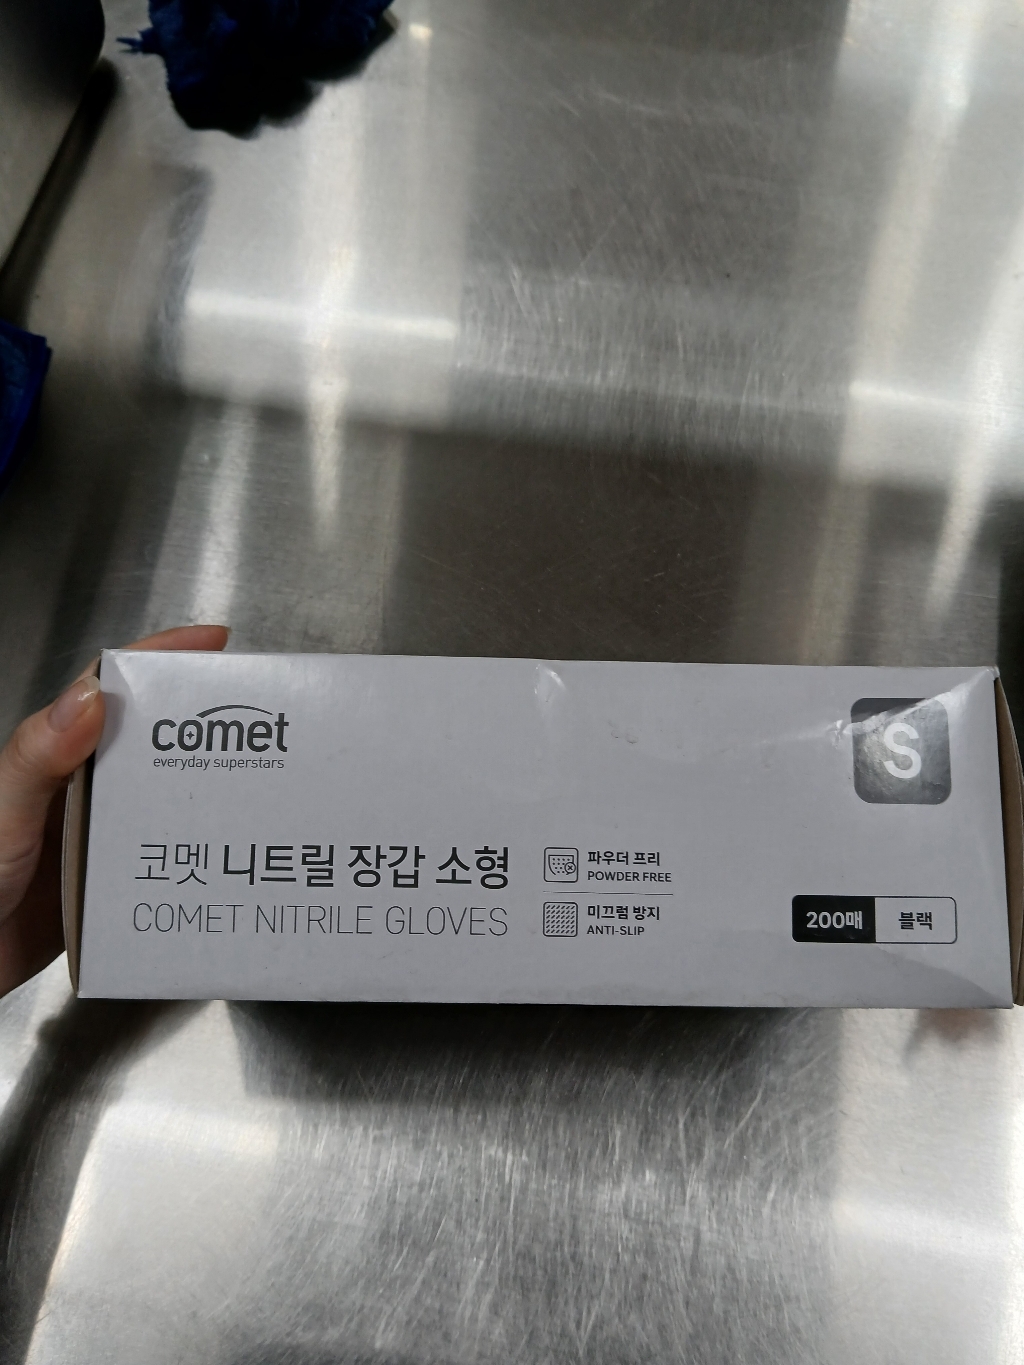 comet
everyday superstars
S
코멧 니트릴 장갑 소형
COMET NITRILE GLOVES
파우더 프리
POWDER FREE
미끄럼 방지
ANTI-SLIP
200매 블랙